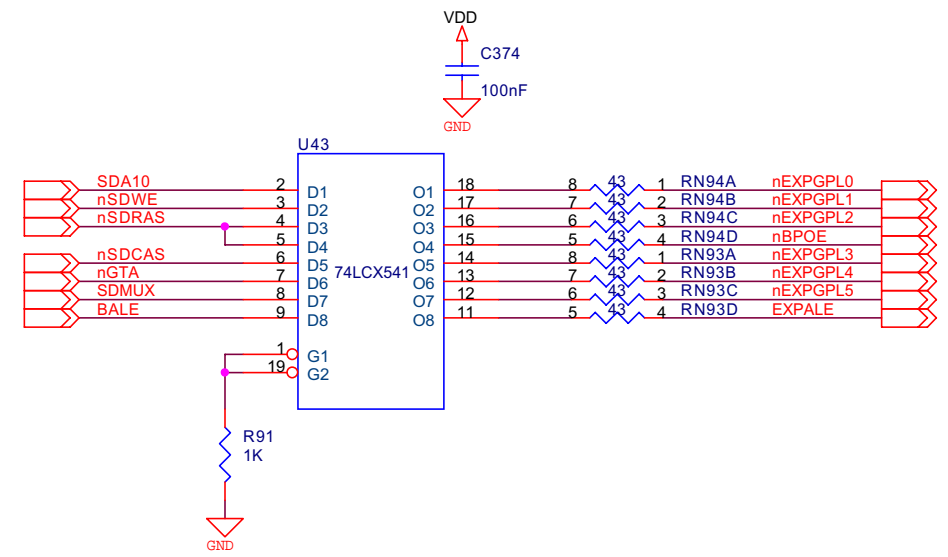 VDD
C374
100nF
GND
U43
SDA10 2 D1 O1 18 8 43 1 RN94A nEXPGPL0
nSDWE 3 D2 O2 17 7 43 2 RN94B nEXPGPL1
nSDRAS 4 D3 O3 16 6 43 3 RN94C nEXPGPL2
5 D4 O4 15 5 43 4 RN94D nBPOE
nSDCAS 6 D5 O5 14 8 43 1 RN93A nEXPGPL3
74LCX541
nGTA 7 D6 O6 13 7 43 2 RN93B nEXPGPL4
SDMUX 8 D7 O7 12 6 43 3 RN93C nEXPGPL5
BALE 9 D8 O8 11 5 43 4 RN93D EXPALE
1 G1
19 G2
R91
1K
GND